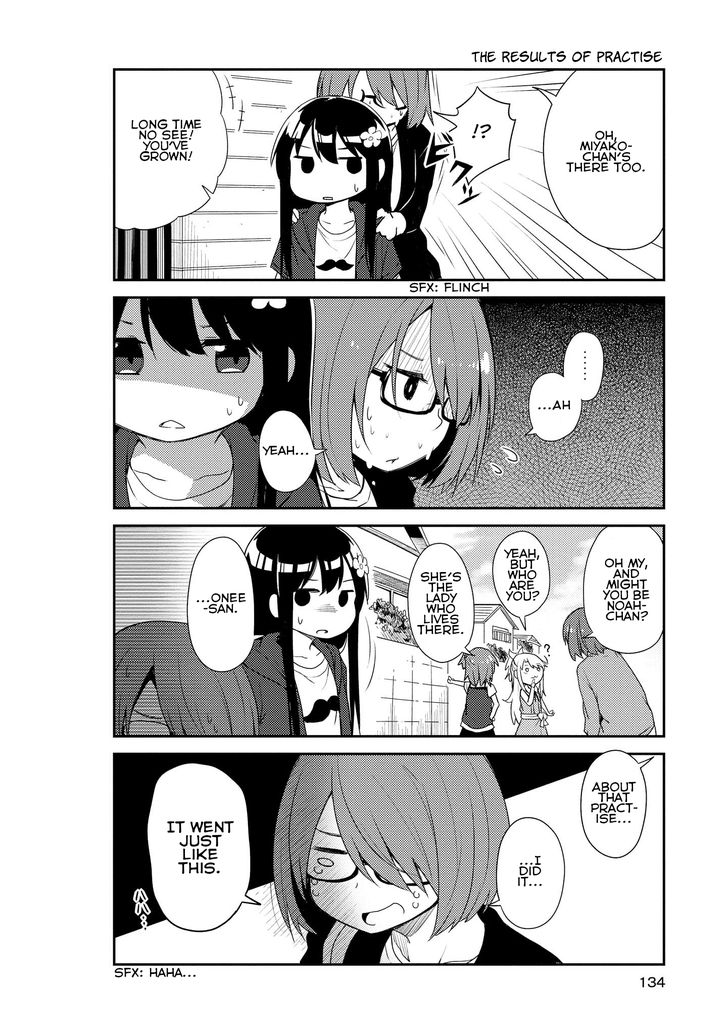 THE RESULTS OF PRACTISE
OH,
MIYAKO-
CHAN'S
THERE TOO.
!?
LONG TIME
NO SEE!
YOU'VE
GROWN!
SFX: FLINCH
......
...AH
YEAH...
OH MY,
AND
MIGHT
YOU BE
NOAH-
CHAN?
YEAH,
BUT
WHO
ARE
YOU?
?
SHE'S
THE
LADY
WHO
LIVES
THERE.
...ONEE
-SAN.
ABOUT
THAT
PRACT-
ISE...
...I
DID
IT...
IT WENT
JUST
LIKE
THIS.
SFX: HAHA...
134